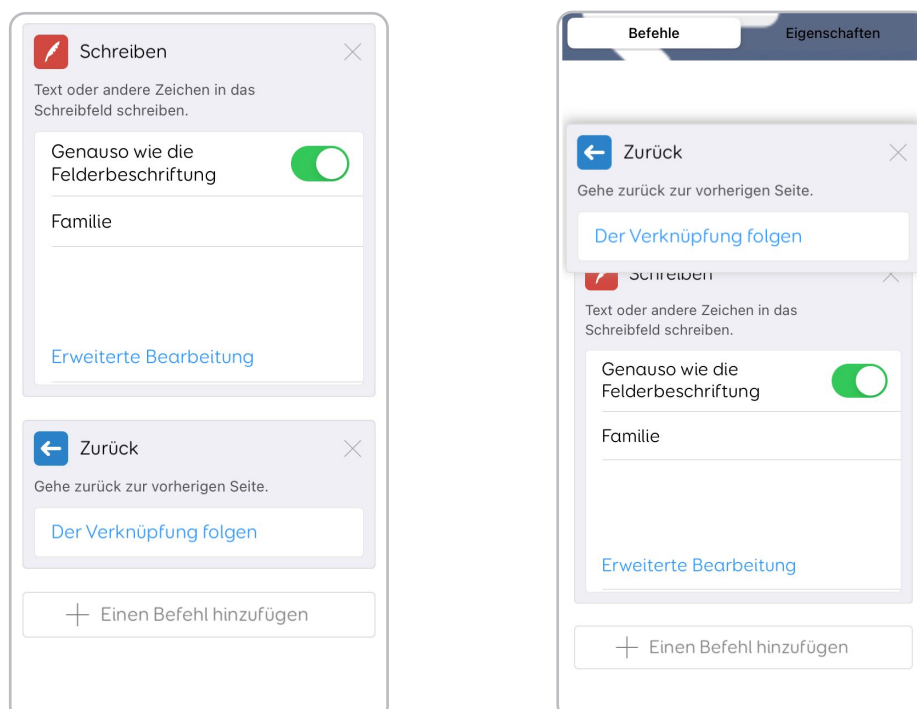 Schreiben
Text oder andere Zeichen in das
Schreibfeld schreiben.
Genauso wie die
Felderbeschriftung
Familie
Erweiterte Bearbeitung
Zurück
Gehe zurück zur vorherigen Seite.
Der Verknüpfung folgen
Einen Befehl hinzufügen
Befehle
Eigenschaften
Zurück
Gehe zurück zur vorherigen Seite.
Der Verknüpfung folgen
Schreiben
Text oder andere Zeichen in das
Schreibfeld schreiben.
Genauso wie die
Felderbeschriftung
Familie
Erweiterte Bearbeitung
Einen Befehl hinzufügen